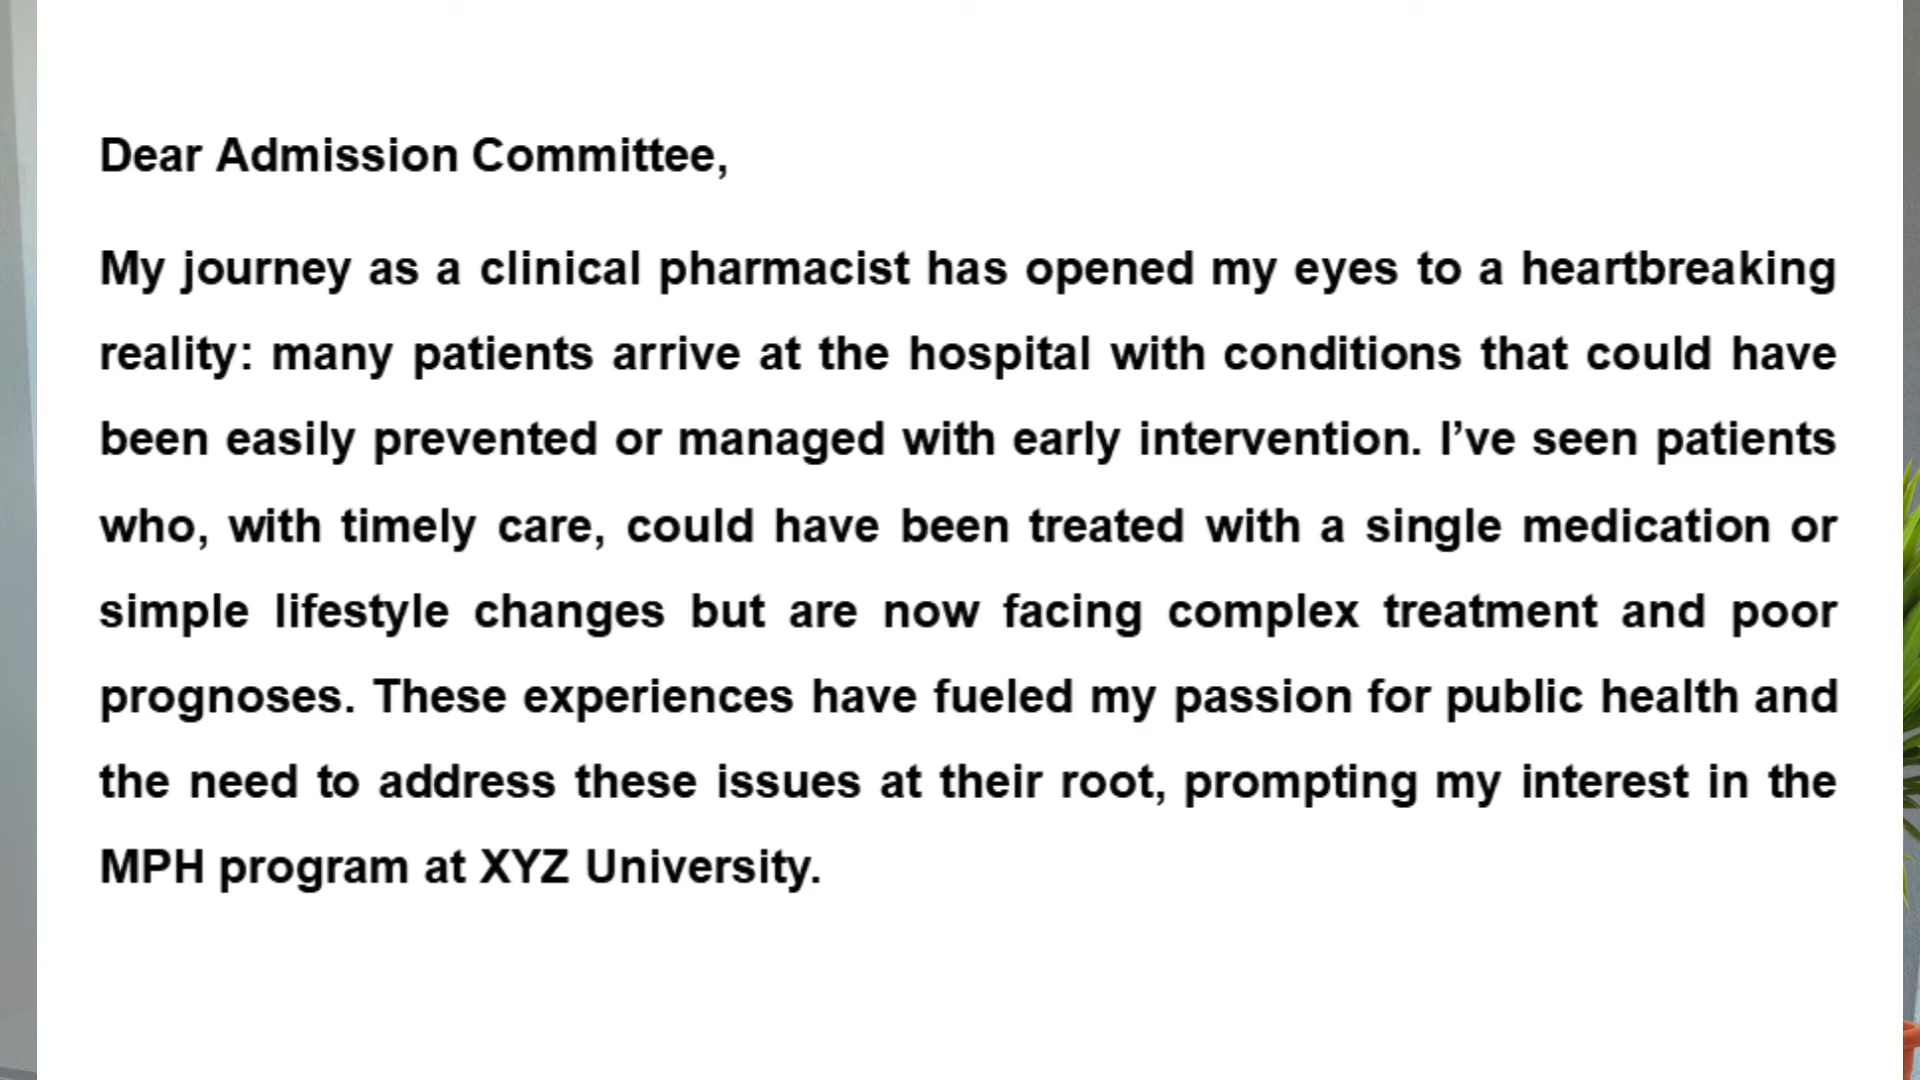 Dear Admission Committee,
My journey as a clinical pharmacist has opened my eyes to a heartbreaking
reality: many patients arrive at the hospital with conditions that could have
been easily prevented or managed with early intervention. I’ve seen patients
who, with timely care, could have been treated with a single medication or
simple lifestyle changes but are now facing complex treatment and poor
prognoses. These experiences have fueled my passion for public health and
the need to address these issues at their root, prompting my interest in the
MPH program at XYZ University.